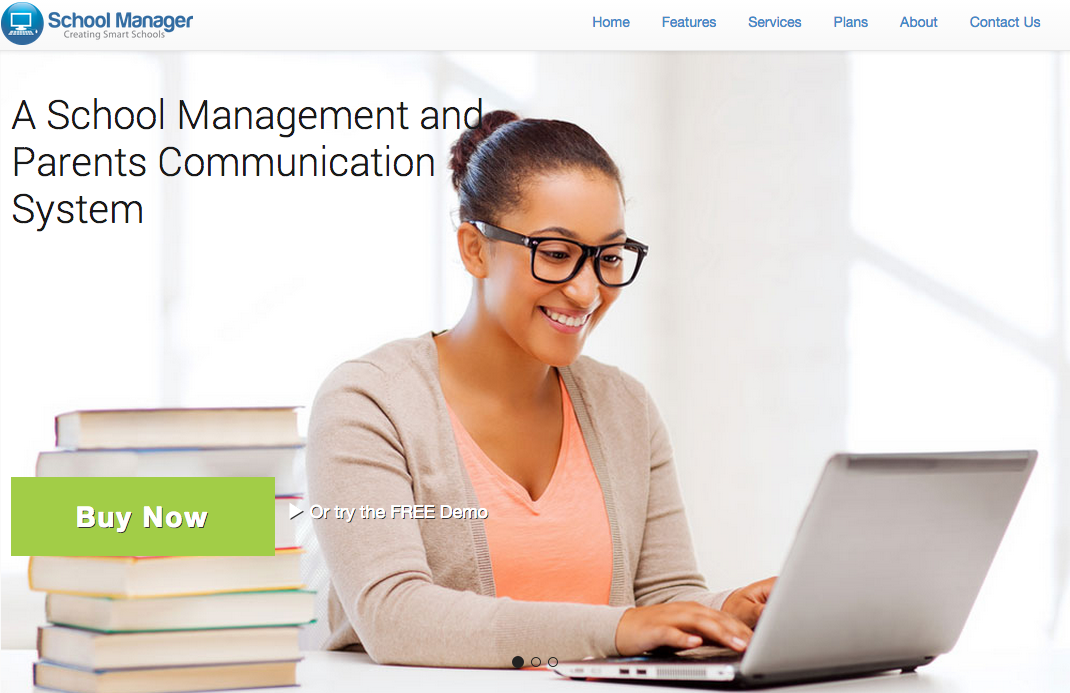 School Manager
Creating Smart Schools
Home
Features
Services
Plans
About
Contact Us
A School Management and
Parents Communication
System
Buy Now
Or try the FREE Demo